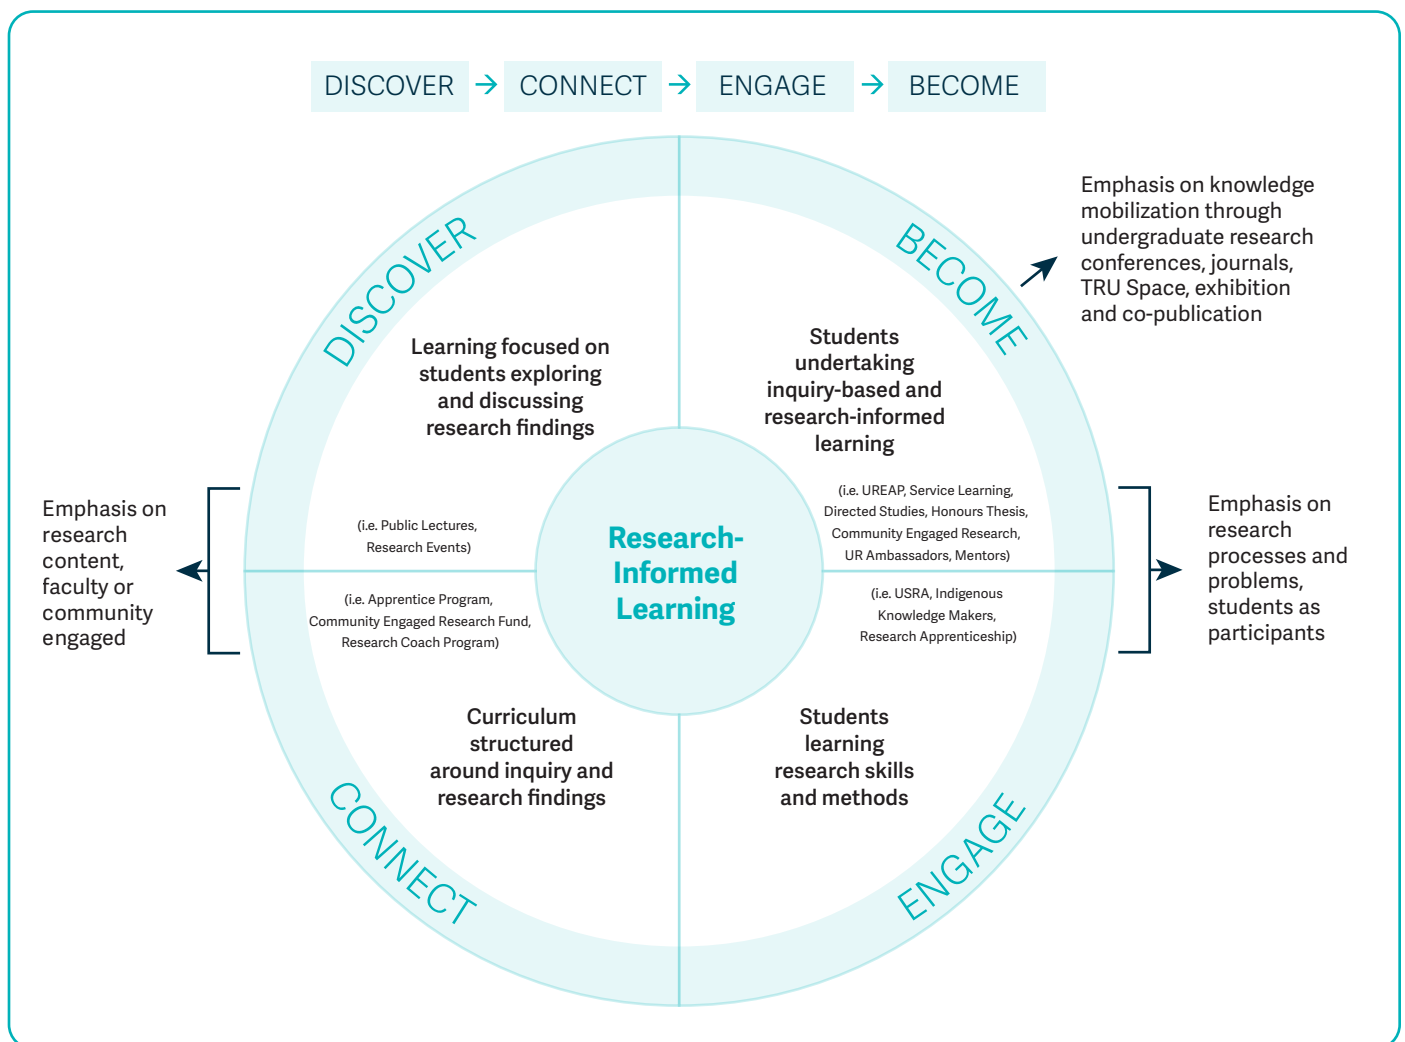 DISCOVER → CONNECT → ENGAGE → BECOME
DISCOVER
Learning focused on
students exploring
and discussing
research findings
(i.e. Public Lectures,
Research Events)
BECOME
Students
undertaking
inquiry-based and
research-informed
learning
(i.e. UREAP, Service Learning,
Directed Studies, Honours Thesis,
Community Engaged Research,
UR Ambassadors, Mentors)
Emphasis on knowledge
mobilization through
undergraduate research
conferences, journals,
TRU Space, exhibition
and co-publication
Emphasis on
research
content,
faculty or
community
engaged
Research-
Informed
Learning
Emphasis on
research
processes and
problems,
students as
participants
(i.e. Apprentice Program,
Community Engaged Research Fund,
Research Coach Program)
Curriculum
structured
around inquiry and
research findings
CONNECT
(i.e. USRA, Indigenous
Knowledge Makers,
Research Apprenticeship)
Students
learning
research skills
and methods
ENGAGE